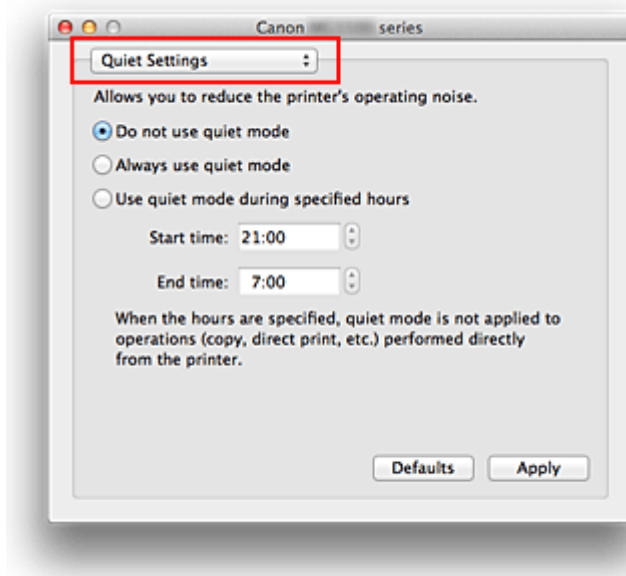 Canon series
Quiet Settings
Allows you to reduce the printer's operating noise.
Do not use quiet mode
Always use quiet mode
Use quiet mode during specified hours
Start time: 21:00
End time: 7:00
When the hours are specified, quiet mode is not applied to
operations (copy, direct print, etc.) performed directly
from the printer.
Defaults Apply